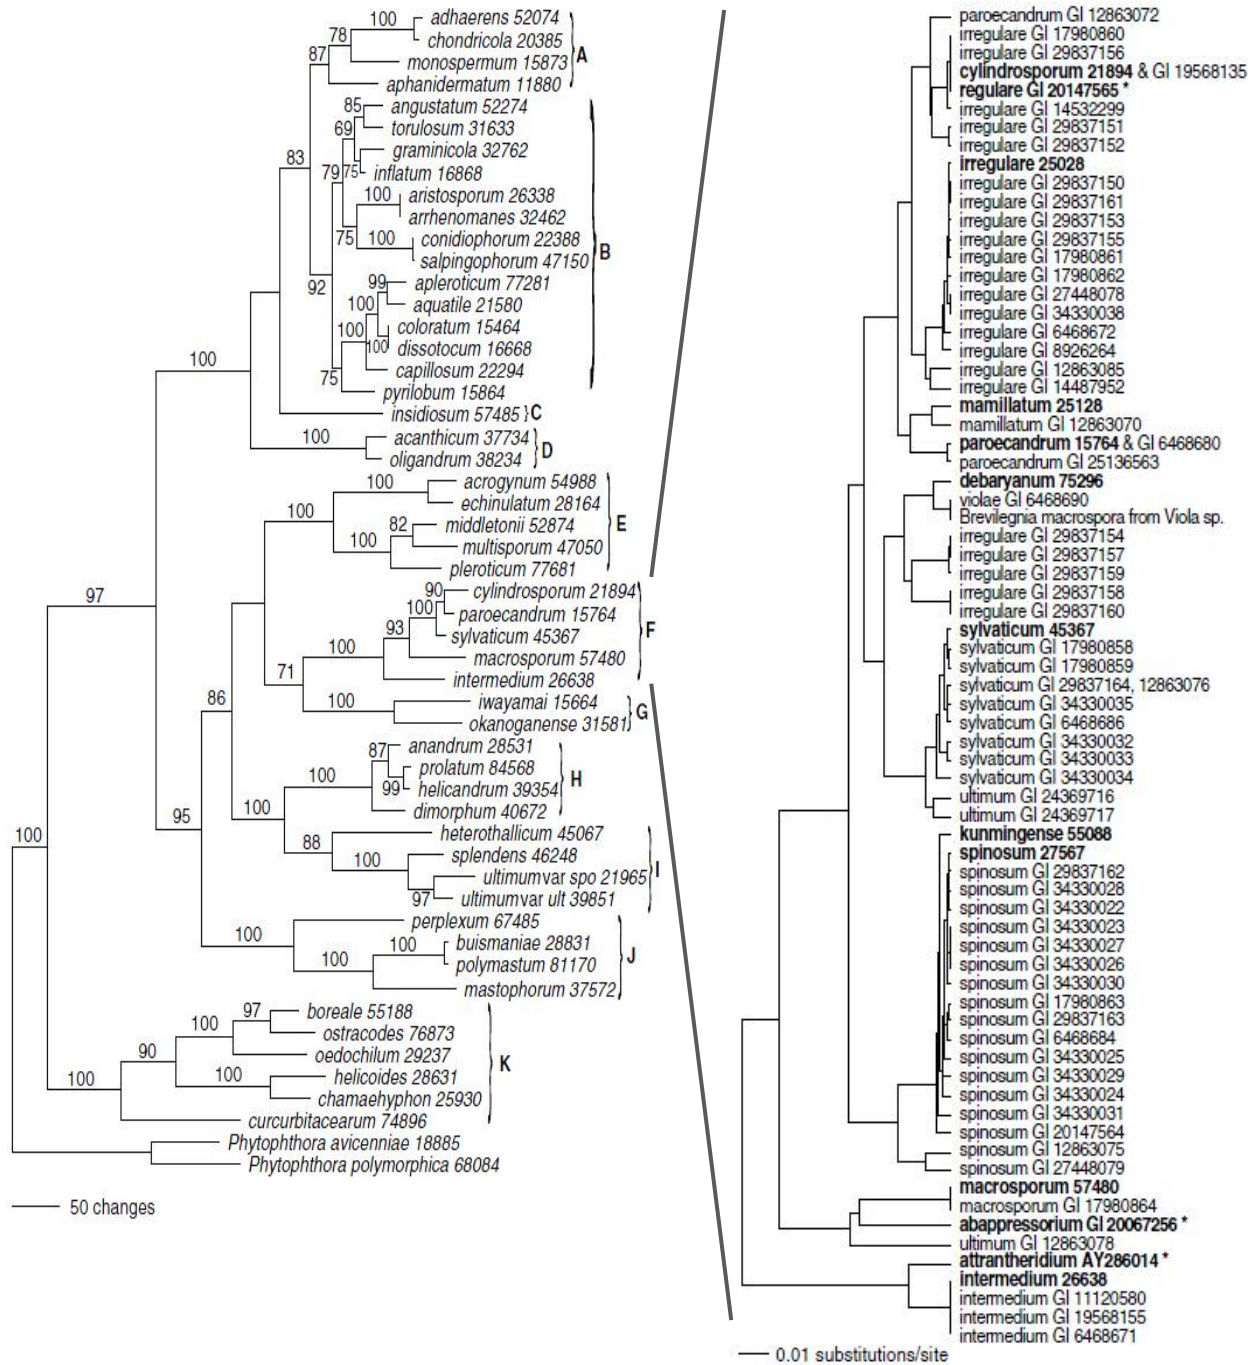 100
adhaerens 52074
78
chondricola 20385
87
monospermum 15873
A
aphanidermatum 11880
85
angustatum 52274
69
torulosum 31633
graminicola 32762
83
79
75
inflatum 16868
100
aristosporum 26338
arrhenomanes 32462
75
100
conidiophorum 22388
B
salpingophorum 47150
92
99
apleroticum 77281
100
aquatile 21580
100
coloratum 15464
100
dissotocum 16668
100
75
capillosum 22294
pyrilobum 15864
insidiosum 57485
C
100
acanthicum 37734
D
oligandrum 38234
100
acrogynum 54988
echinulatum 28164
100
82
middletonii 52874
E
100
multisporum 47050
pleroticum 77681
97
90
cylindrosporum 21894
100
paroecandrum 15764
93
sylvaticum 45367
F
100
macrosporum 57480
71
intermedium 26638
86
100
iwayamai 15664
G
okanoganense 31581
87
anandrum 28531
100
prolatum 84568
H
99
helicandrum 39354
100
dimorphum 40672
95
100
88
heterothallicum 45067
100
splendens 46248
I
ultimumvar spo 21965
97
ultimumvar ult 39851
perplexum 67485
100
100
buismaniae 28831
J
100
polymastum 81170
mastophorum 37572
97
boreale 55188
100
ostracodes 76873
90
oedochilum 29237
K
100
100
helicoides 28631
chamaehyphon 25930
curcurbitacearum 74896
Phytophthora avicenniae 18885
Phytophthora polymorphica 68084
50 changes
paroecandrum GI 12863072
irregulare GI 17980860
irregulare GI 29837156
cylindrosporum 21894 & GI 19568135
regulare GI 20147565 *
irregulare GI 14532299
irregulare GI 29837151
irregulare GI 29837152
irregulare 25028
irregulare GI 29837150
irregulare GI 29837161
irregulare GI 29837153
irregulare GI 29837155
irregulare GI 17980861
irregulare GI 17980862
irregulare GI 27448078
irregulare GI 34330038
irregulare GI 6468672
irregulare GI 8926264
irregulare GI 12863085
irregulare GI 14487952
mamillatum 25128
mamillatum GI 12863070
paroecandrum 15764 & GI 6468680
paroecandrum GI 25136563
debaryanum 75296
violae GI 6468690
Brevilegnia macrospora from Viola sp.
irregulare GI 29837154
irregulare GI 29837157
irregulare GI 29837159
irregulare GI 29837158
irregulare GI 29837160
sylvaticum 45367
sylvaticum GI 17980858
sylvaticum GI 17980859
sylvaticum GI 29837164, 12863076
sylvaticum GI 34330035
sylvaticum GI 6468686
sylvaticum GI 34330032
sylvaticum GI 34330033
sylvaticum GI 34330034
ultimum GI 24369716
ultimum GI 24369717
kunmingense 55088
spinosum 27567
spinosum GI 29837162
spinosum GI 34330028
spinosum GI 34330022
spinosum GI 34330023
spinosum GI 34330027
spinosum GI 34330026
spinosum GI 34330030
spinosum GI 17980863
spinosum GI 29837163
spinosum GI 6468684
spinosum GI 34330025
spinosum GI 34330029
spinosum GI 34330024
spinosum GI 34330031
spinosum GI 20147564
spinosum GI 12863075
spinosum GI 27448079
macrosporum 57480
macrosporum GI 17980864
abappressorium GI 20067256 *
ultimum GI 12863078
attrantheridium AY286014 *
intermedium 26638
intermedium GI 11120580
intermedium GI 19568155
intermedium GI 6468671
0.01 substitutions/site